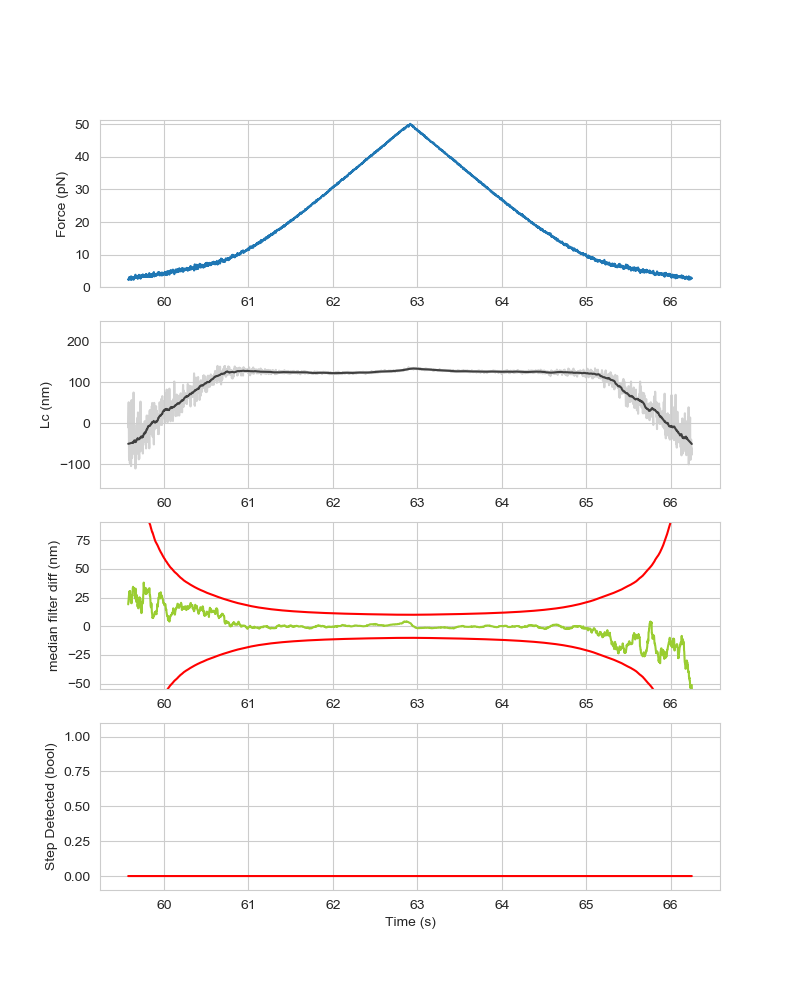 50
40
30
20
10
0
Force (pN)
60 61 62 63 64 65 66
200
100
0
−100
Lc (nm)
60 61 62 63 64 65 66
75
50
25
0
−25
−50
median filter diff (nm)
60 61 62 63 64 65 66
1.00
0.75
0.50
0.25
0.00
Step Detected (bool)
60 61 62 63 64 65 66
Time (s)